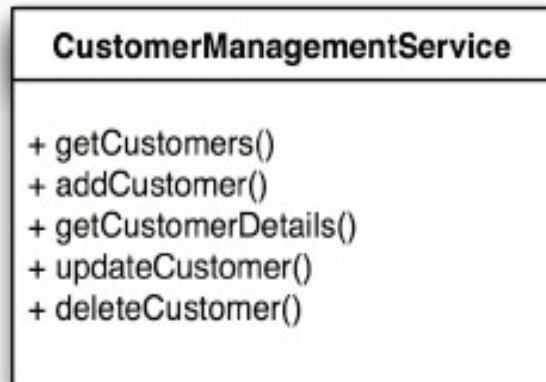 CustomerManagementService
+ getCustomers()
+ addCustomer()
+ getCustomerDetails()
+ updateCustomer()
+ deleteCustomer()